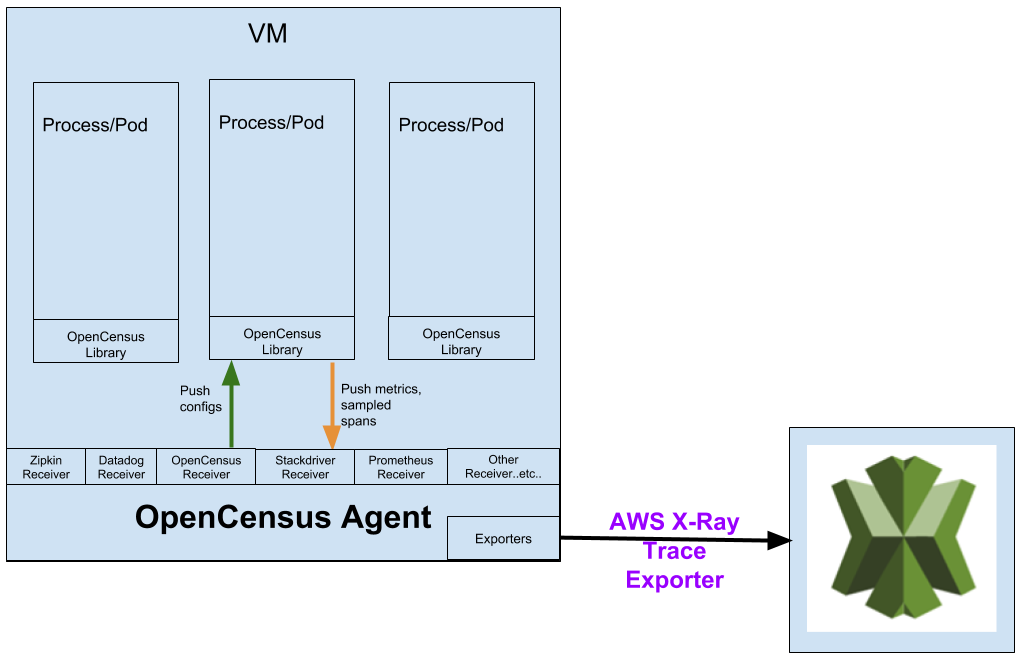 VM
Process/Pod
Process/Pod
Process/Pod
OpenCensus
Library
OpenCensus
Library
OpenCensus
Library
Push
configs
Push metrics,
sampled
spans
Zipkin
Receiver
Datadog
Receiver
OpenCensus
Receiver
Stackdriver
Receiver
Prometheus
Receiver
Other
Receiver..etc..
OpenCensus Agent
Exporters
AWS X-Ray
Trace
Exporter